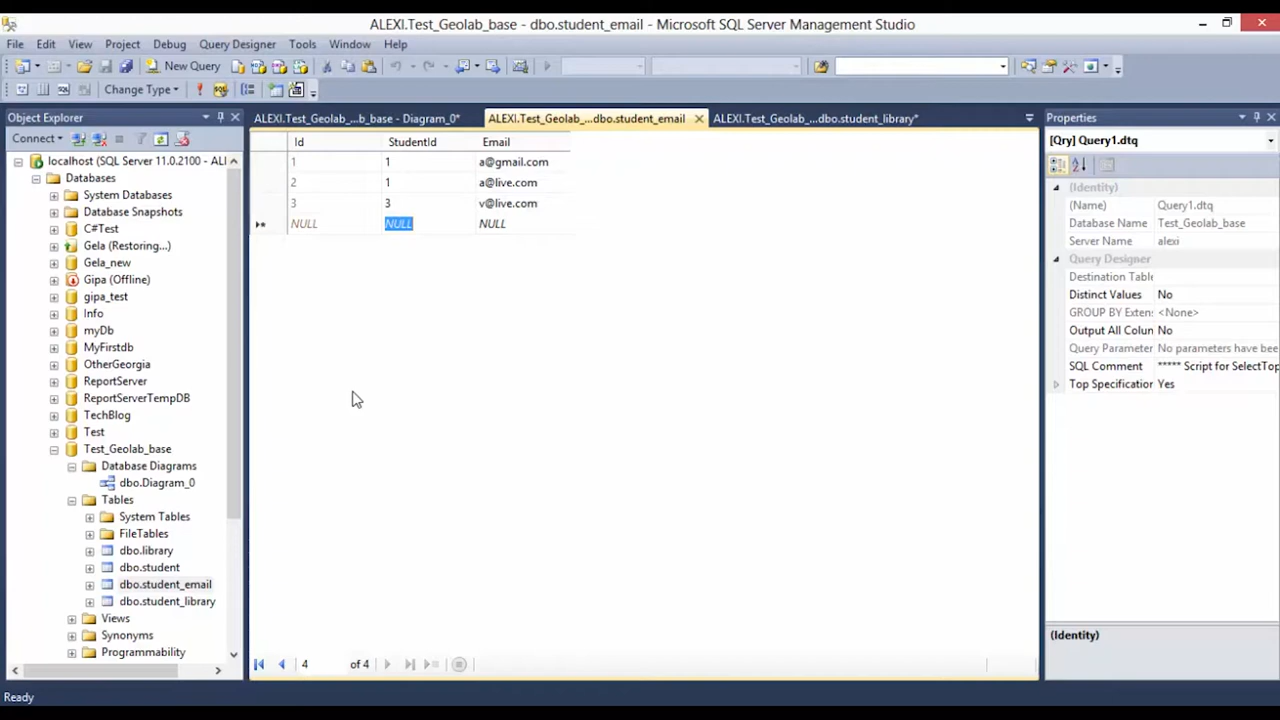 ALEXI.Test_Geolab_base - dbo.student_email - Microsoft SQL Server Management Studio
File Edit View Project Debug Query Designer Tools Window Help
New Query
Change Type
Object Explorer
Connect
localhost (SQL Server 11.0.2100 - ALI
Databases
System Databases
Database Snapshots
C#Test
Gela (Restoring...)
Gela_new
Gipa (Offline)
gipa_test
Info
myDb
MyFirstdb
OtherGeorgia
ReportServer
ReportServerTempDB
TechBlog
Test
Test_Geolab_base
Database Diagrams
dbo.Diagram_0
Tables
System Tables
FileTables
dbo.library
dbo.student
dbo.student_email
dbo.student_library
Views
Synonyms
Programmability
ALEXI.Test_Geolab_...b_base - Diagram_0* ALEXI.Test_Geolab_...dbo.student_email ALEXI.Test_Geolab_...dbo.student_library*
Id StudentId Email
1 1 a@gmail.com
2 1 a@live.com
3 3 v@live.com
NULL NULL NULL
4 of 4
Properties
[Qry] Query1.dtq
(Identity)
(Name) Query1.dtq
Database Name Test_Geolab_base
Server Name alexi
Query Designer
Destination Table
Distinct Values No
GROUP BY Exten: <None>
Output All Colun No
Query Parameter No parameters have bee
SQL Comment ***** Script for SelectTop
Top Specification Yes
(Identity)
Ready